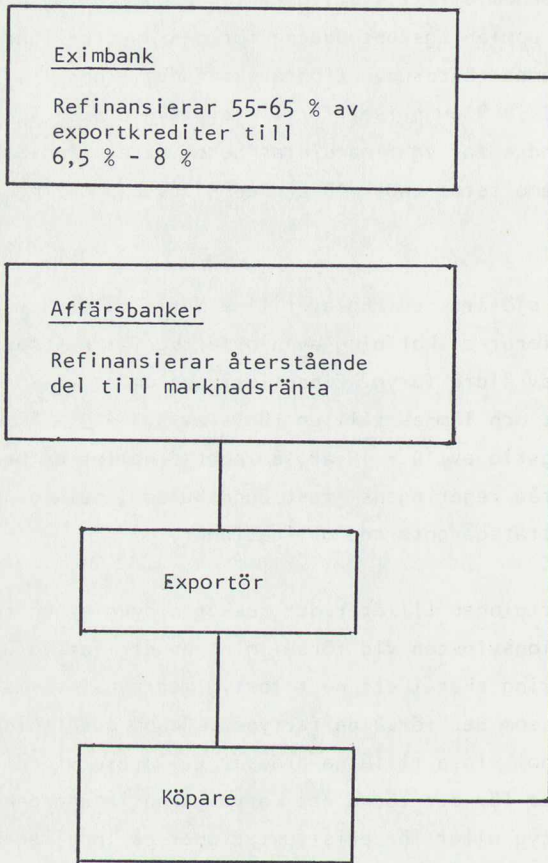 Eximbank
Refinansierar 55-65 % av
exportkrediter till
6,5 % - 8 %
Affärsbanker
Refinansierar återstående
del till marknadsränta
Exportör
Köpare